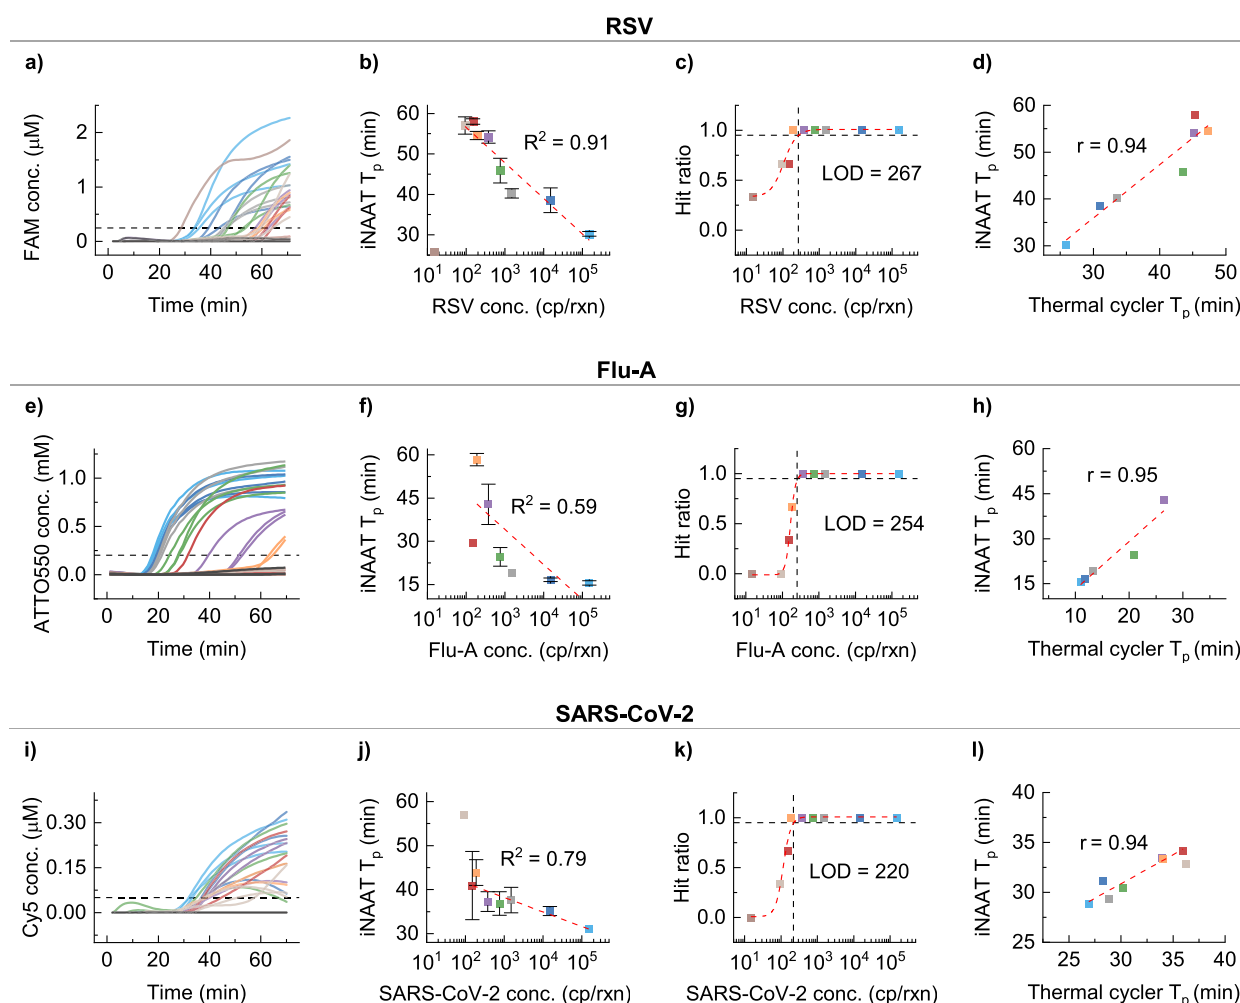 RSV
a)
b)
c)
d)
FAM conc. (µM)
2
1
0
0 20 40 60
Time (min)
iNAAT Tp (min)
60
50
40
30
R² = 0.91
10¹ 10² 10³ 10⁴ 10⁵
RSV conc. (cp/rxn)
Hit ratio
1.0
0.5
0.0
LOD = 267
10¹ 10² 10³ 10⁴ 10⁵
RSV conc. (cp/rxn)
iNAAT Tp (min)
60
50
40
30
r = 0.94
30 40 50
Thermal cycler Tp (min)
Flu-A
e)
f)
g)
h)
ATTO550 conc. (mM)
1.0
0.5
0.0
0 20 40 60
Time (min)
iNAAT Tp (min)
60
45
30
15
R² = 0.59
10¹ 10² 10³ 10⁴ 10⁵
Flu-A conc. (cp/rxn)
Hit ratio
1.0
0.5
0.0
LOD = 254
10¹ 10² 10³ 10⁴ 10⁵
Flu-A conc. (cp/rxn)
iNAAT Tp (min)
60
45
30
15
r = 0.95
10 20 30
Thermal cycler Tp (min)
SARS-CoV-2
i)
j)
k)
l)
Cy5 conc. (µM)
0.30
0.15
0.00
0 20 40 60
Time (min)
iNAAT Tp (min)
60
50
40
30
R² = 0.79
10¹ 10² 10³ 10⁴ 10⁵
SARS-CoV-2 conc. (cp/rxn)
Hit ratio
1.0
0.5
0.0
LOD = 220
10¹ 10² 10³ 10⁴ 10⁵
SARS-CoV-2 conc. (cp/rxn)
iNAAT Tp (min)
40
35
30
25
r = 0.94
25 30 35 40
Thermal cycler Tp (min)